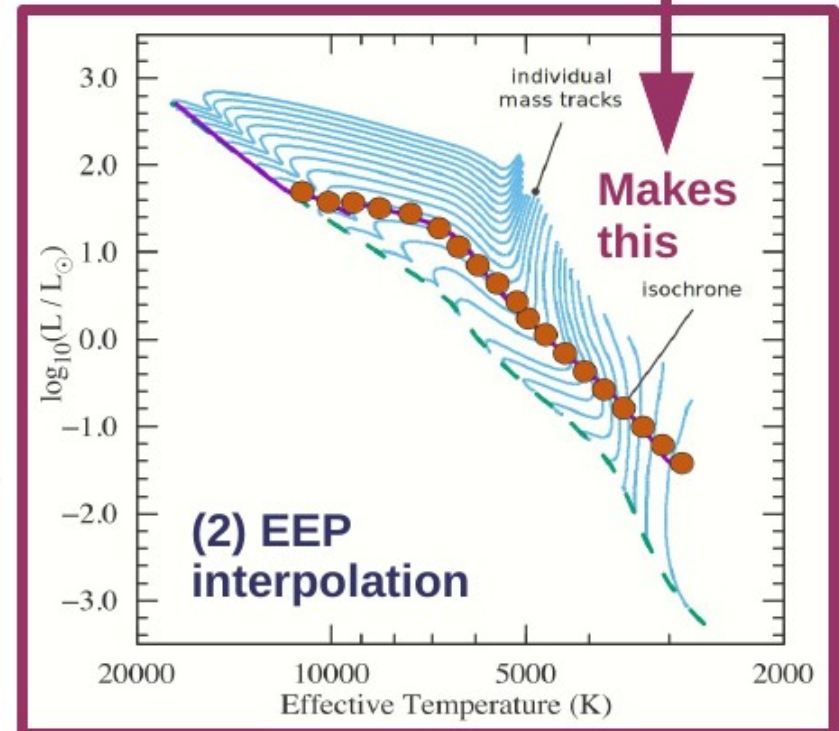 individual
mass tracks
Makes
this
isochrone
(2) EEP
interpolation
log₁₀(L / L☉)
3.0
2.0
1.0
0.0
−1.0
−2.0
−3.0
20000
10000
5000
2000
Effective Temperature (K)